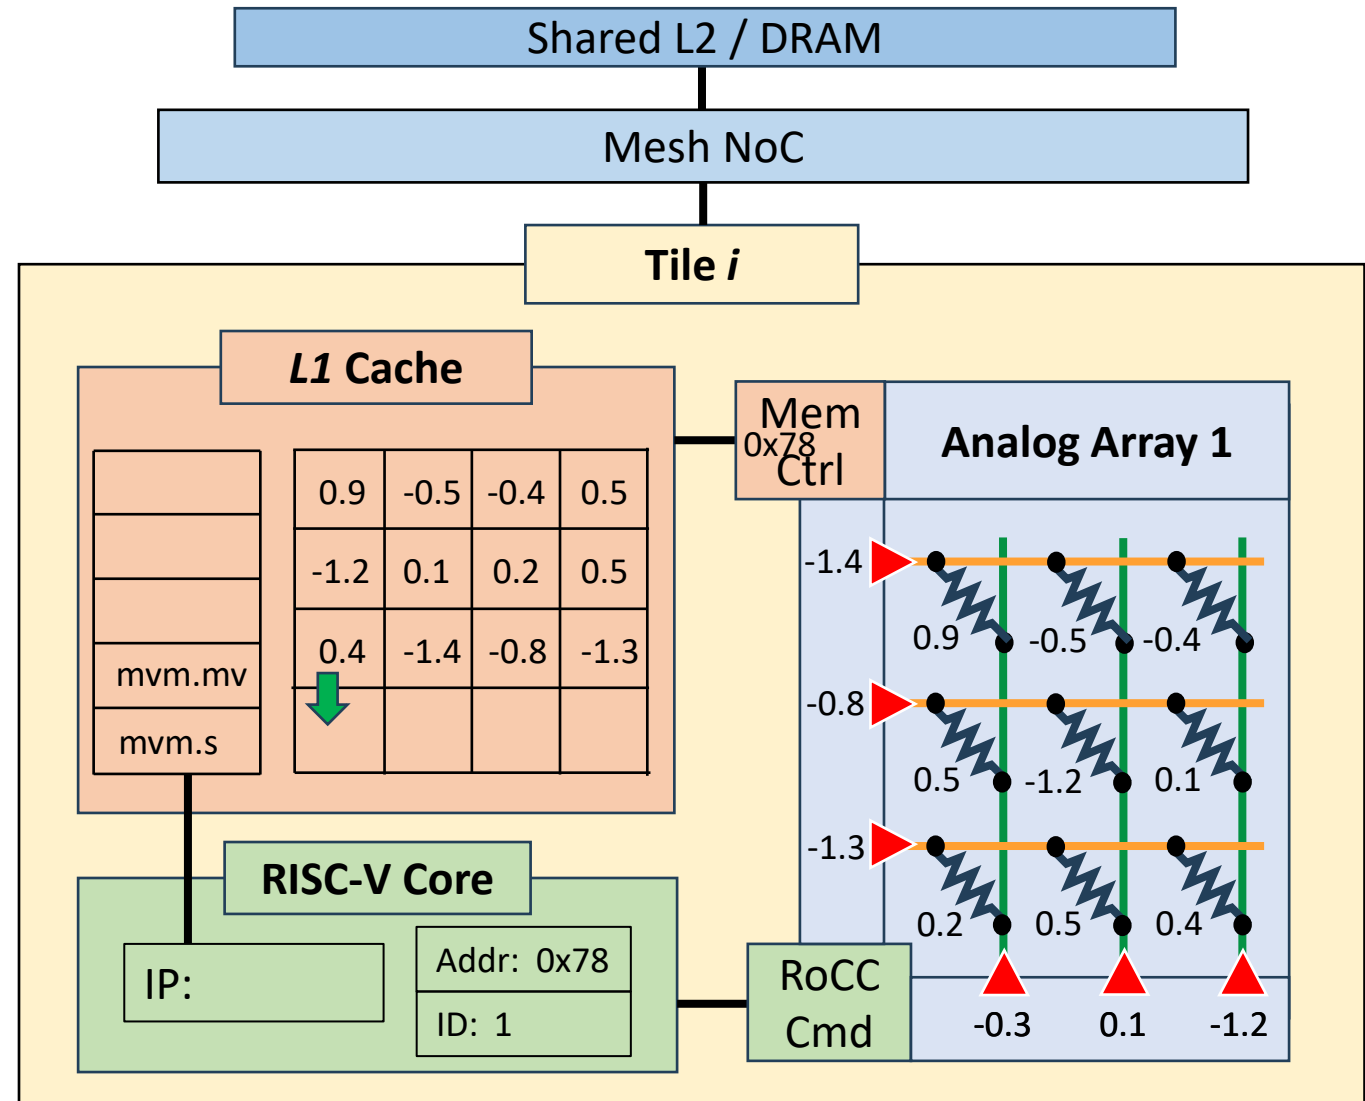 Shared L2 / DRAM
Mesh NoC
Tile i
L1 Cache
0.9 -0.5 -0.4 0.5
-1.2 0.1 0.2 0.5
0.4 -1.4 -0.8 -1.3
mvm.mv
mvm.s
RISC-V Core
IP:
Addr: 0x78
ID: 1
Mem
Ctrl
0x78
Analog Array 1
-1.4
0.9 -0.5 -0.4
-0.8
0.5 -1.2 0.1
-1.3
0.2 0.5 0.4
RoCC
Cmd
-0.3 0.1 -1.2